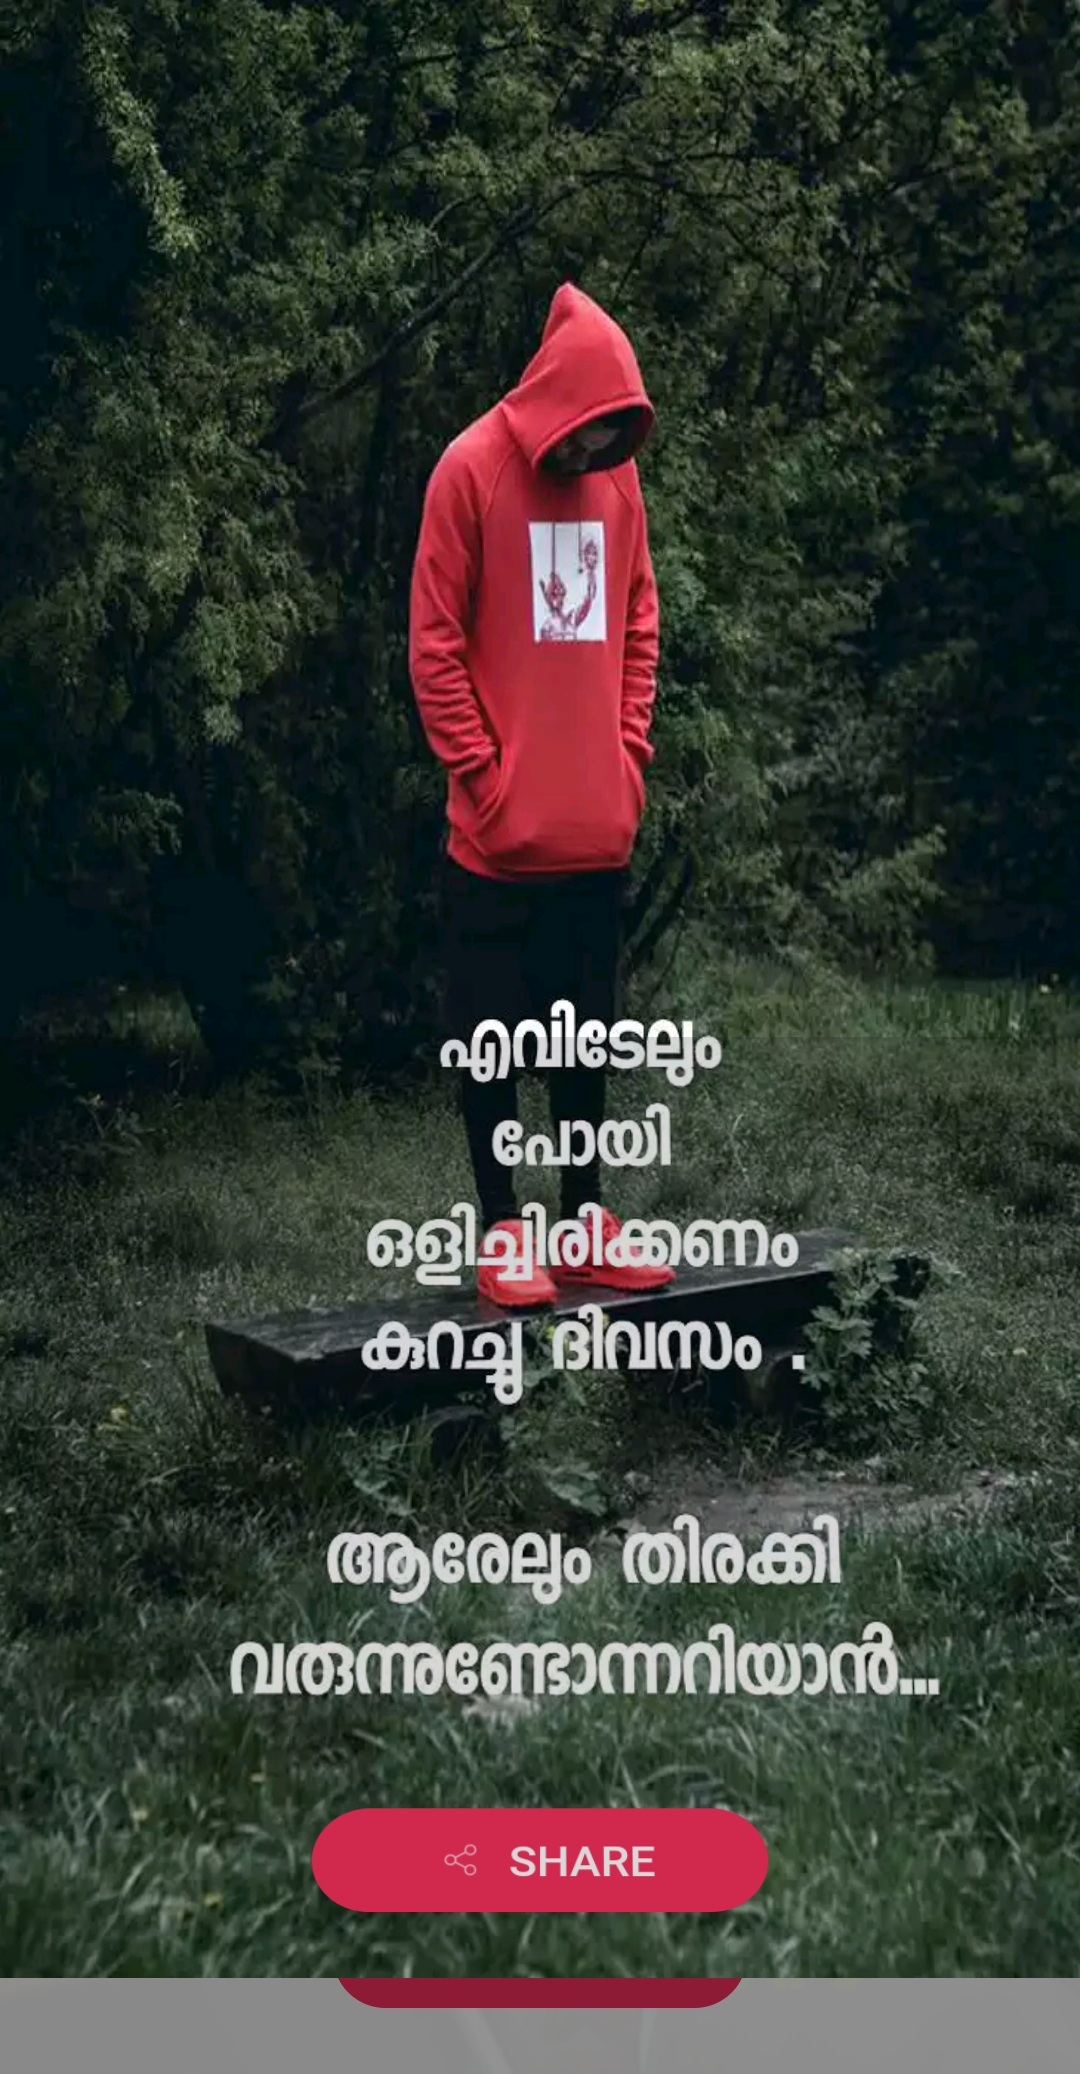 എവിടേലും
പോയി
ഒളിച്ചിരിക്കണം
കുറച്ചു ദിവസം .
ആരേലും തിരക്കി
വരുന്നുണ്ടോന്നറിയാൻ...
SHARE